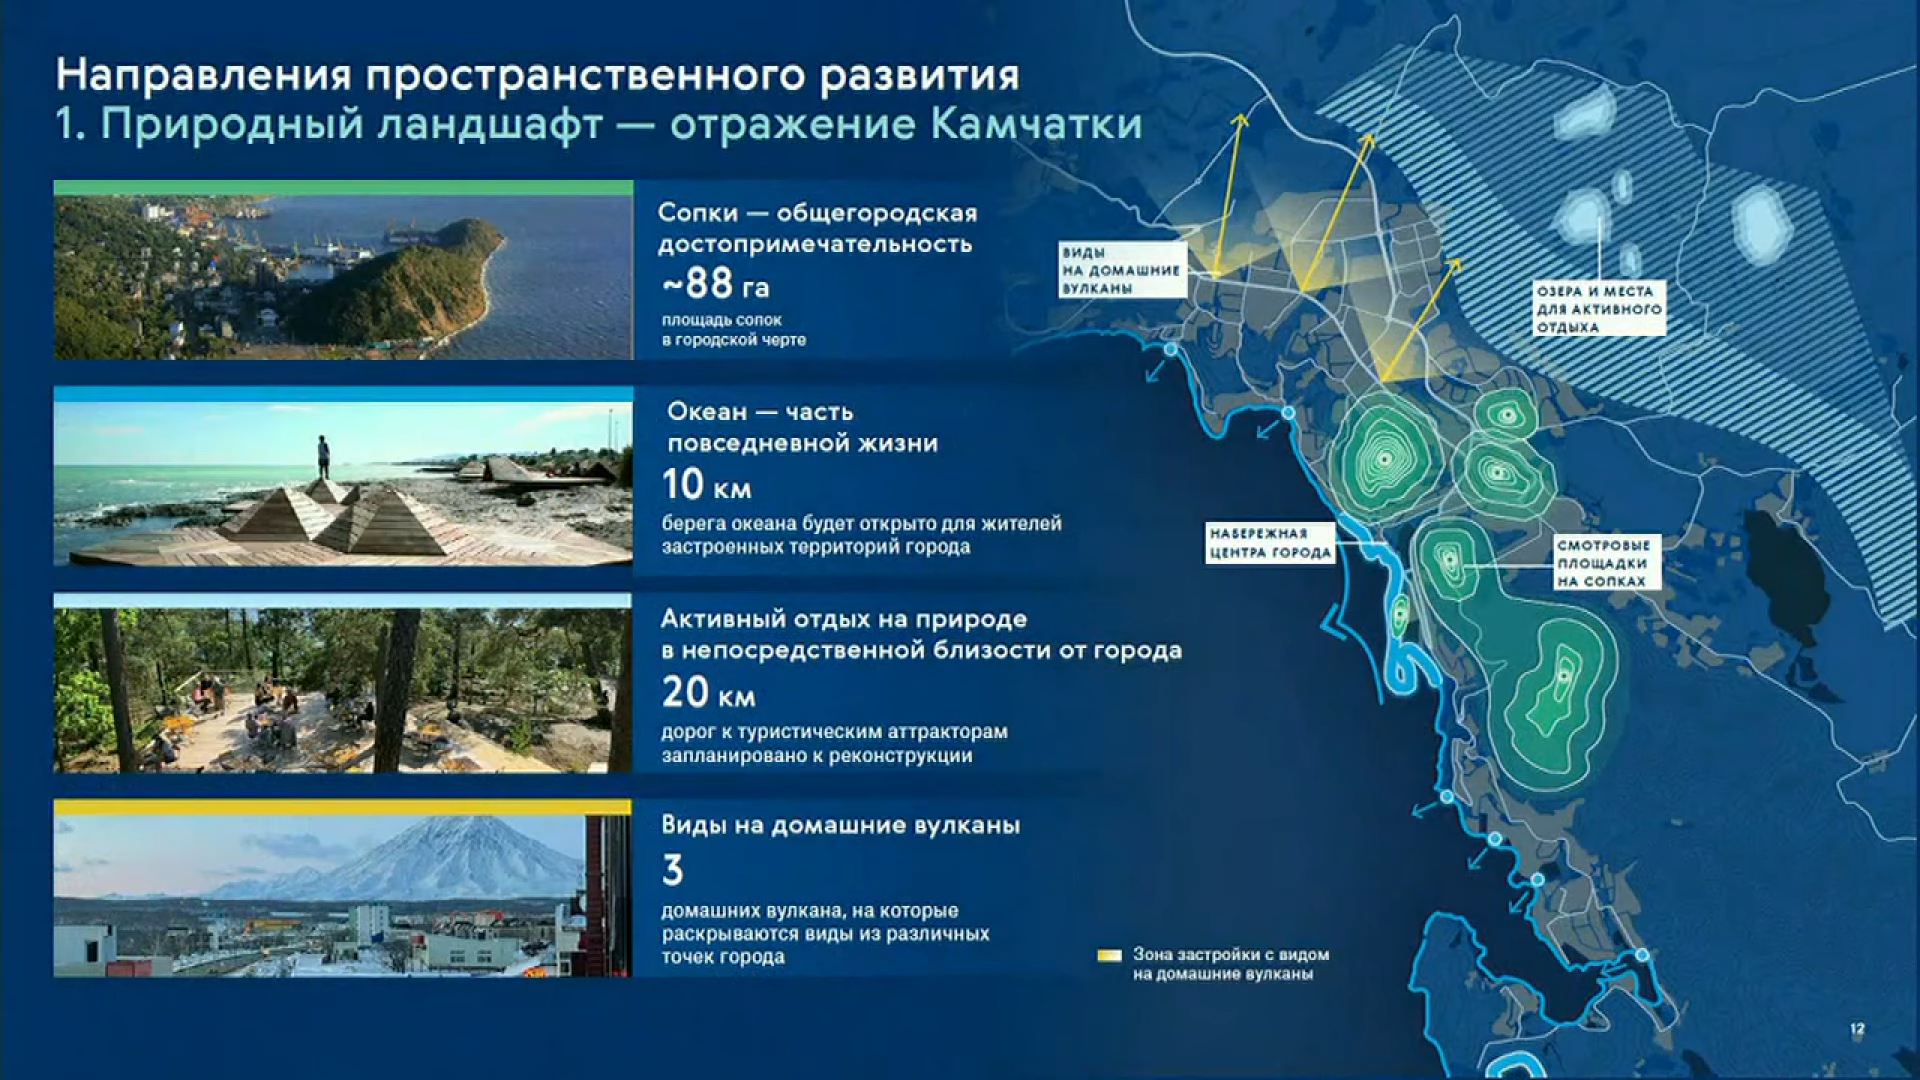 Направления пространственного развития
1. Природный ландшафт — отражение Камчатки
Сопки — общегородская
достопримечательность
~88 га
площадь сопок
в городской черте
Океан — часть
повседневной жизни
10 км
берега океана будет открыто для жителей
застроенных территорий города
Активный отдых на природе
в непосредственной близости от города
20 км
дорог к туристическим аттракторам
запланировано к реконструкции
Виды на домашние вулканы
3
домашних вулкана, на которые
раскрываются виды из различных
точек города
ВИДЫ
НА ДОМАШНИЕ
ВУЛКАНЫ
ОЗЕРА И МЕСТА
ДЛЯ АКТИВНОГО
ОТДЫХА
НАБЕРЕЖНАЯ
ЦЕНТРА ГОРОДА
СМОТРОВЫЕ
ПЛОЩАДКИ
НА СОПКАХ
Зона застройки с видом
на домашние вулканы
12